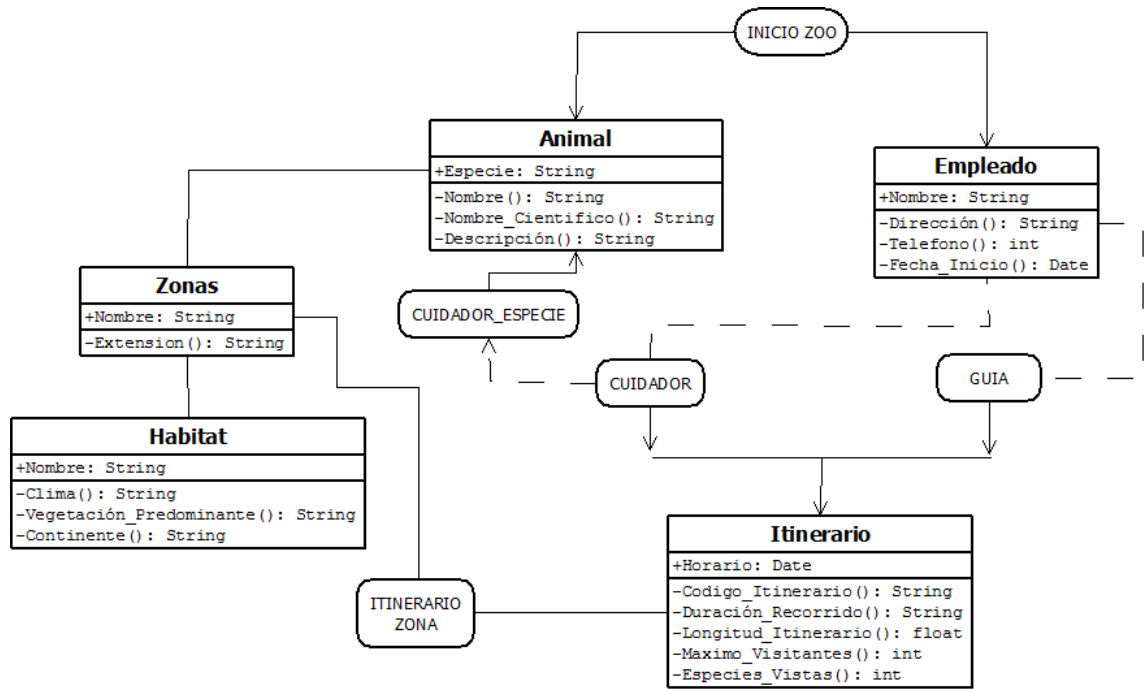 INICIO ZOO
Animal
+Especie: String
-Nombre(): String
-Nombre_Cientifico(): String
-Descripción(): String
Empleado
+Nombre: String
-Dirección(): String
-Telefono(): int
-Fecha_Inicio(): Date
Zonas
+Nombre: String
-Extension(): String
CUIDADOR_ESPECIE
CUIDADOR
GUIA
Habitat
+Nombre: String
-Clima(): String
-Vegetación_Predominante(): String
-Continente(): String
ITINERARIO
ZONA
Itinerario
+Horario: Date
-Codigo_Itinerario(): String
-Duración_Recorrido(): String
-Longitud_Itinerario(): float
-Maximo_Visitantes(): int
-Especies_Vistas(): int